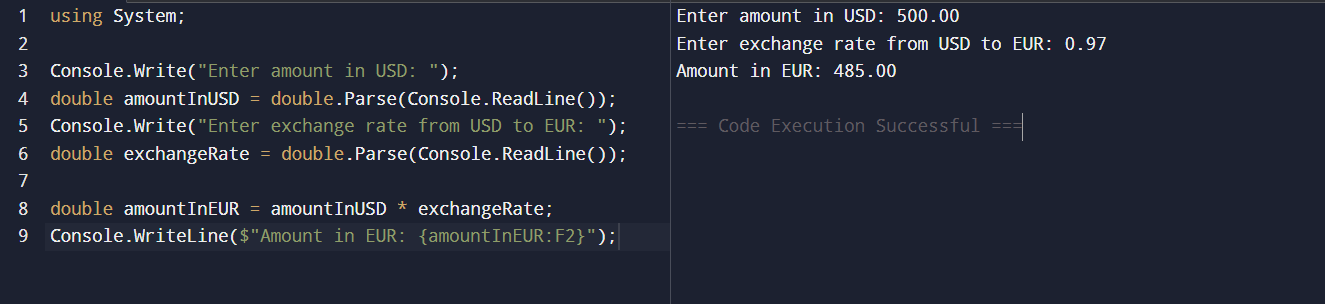 1 using System;
2
3 Console.Write("Enter amount in USD: ");
4 double amountInUSD = double.Parse(Console.ReadLine());
5 Console.Write("Enter exchange rate from USD to EUR: ");
6 double exchangeRate = double.Parse(Console.ReadLine());
7
8 double amountInEUR = amountInUSD * exchangeRate;
9 Console.WriteLine($"Amount in EUR: {amountInEUR:F2}");
Enter amount in USD: 500.00
Enter exchange rate from USD to EUR: 0.97
Amount in EUR: 485.00
=== Code Execution Successful ===